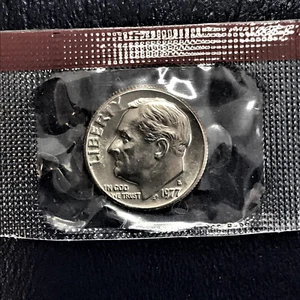 LIBERTY
IN GOD
WE TRUST
1977